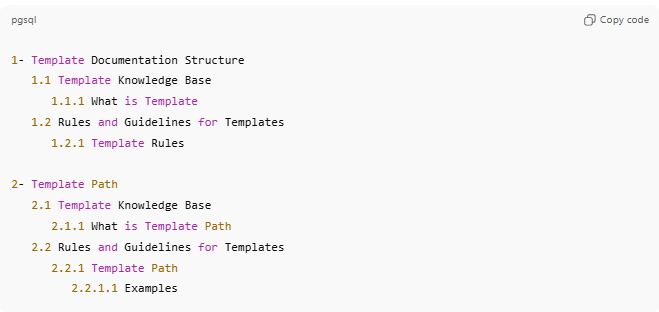 pgsql
Copy code
1- Template Documentation Structure
1.1 Template Knowledge Base
1.1.1 What is Template
1.2 Rules and Guidelines for Templates
1.2.1 Template Rules
2- Template Path
2.1 Template Knowledge Base
2.1.1 What is Template Path
2.2 Rules and Guidelines for Templates
2.2.1 Template Path
2.2.1.1 Examples